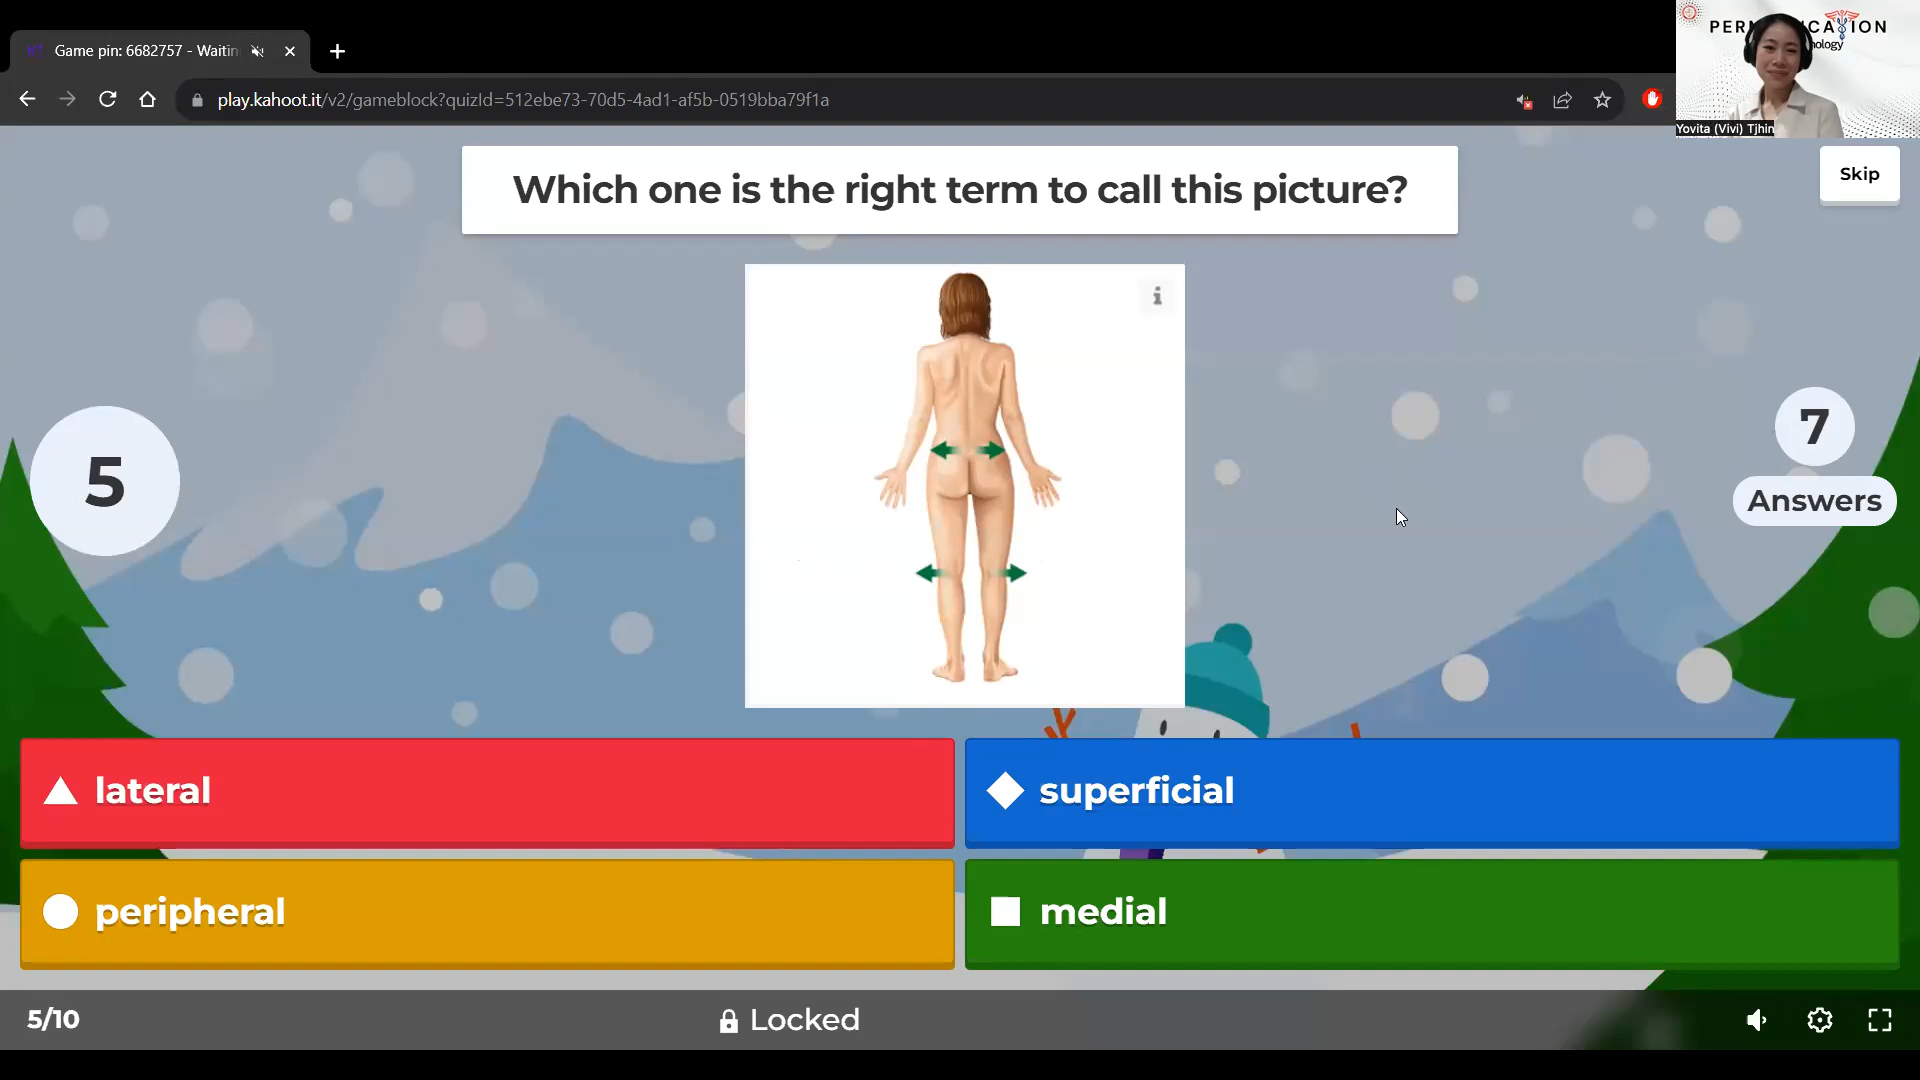 Game pin: 6682757 - Waitin
play.kahoot.it/v2/gameblock?quizId=512ebe73-70d5-4ad1-af5b-0519bba79f1a
Yovita (Vivi) Tjhin
Which one is the right term to call this picture?
Skip
i
5
7
Answers
lateral
superficial
peripheral
medial
5/10
Locked